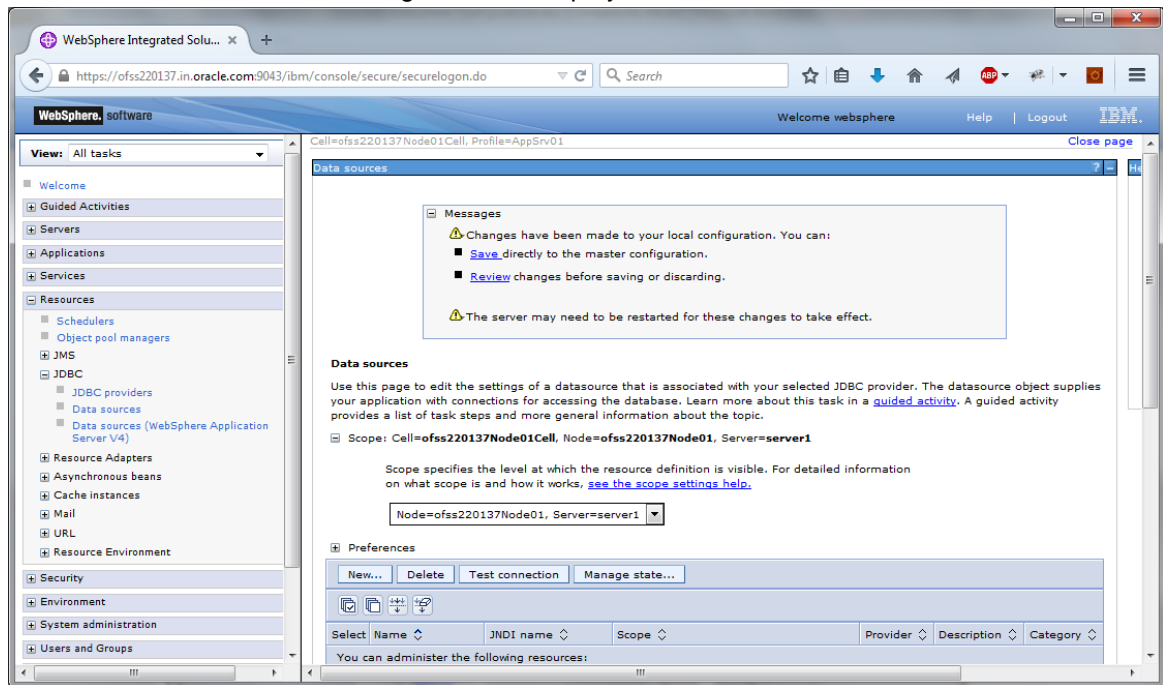 WebSphere Integrated Solu...
https://ofss220137.in.oracle.com:9043/ibm/console/secure/securelogon.do
Search
ABP
WebSphere. software
Welcome websphere
Help | Logout
IBM.
View: All tasks
Welcome
Guided Activities
Servers
Applications
Services
Resources
Schedulers
Object pool managers
JMS
JDBC
JDBC providers
Data sources
Data sources (WebSphere Application
Server V4)
Resource Adapters
Asynchronous beans
Cache instances
Mail
URL
Resource Environment
Security
Environment
System administration
Users and Groups
Cell=ofss220137Node01Cell, Profile=AppSrv01
Close page
Data sources
? -
He
Messages
Changes have been made to your local configuration. You can:
Save directly to the master configuration.
Review changes before saving or discarding.
The server may need to be restarted for these changes to take effect.
Data sources
Use this page to edit the settings of a datasource that is associated with your selected JDBC provider. The datasource object supplies
your application with connections for accessing the database. Learn more about this task in a guided activity. A guided activity
provides a list of task steps and more general information about the topic.
Scope: Cell=ofss220137Node01Cell, Node=ofss220137Node01, Server=server1
Scope specifies the level at which the resource definition is visible. For detailed information
on what scope is and how it works, see the scope settings help.
Node=ofss220137Node01, Server=server1
Preferences
New... Delete Test connection Manage state...
Select Name JNDI name Scope Provider Description Category
You can administer the following resources: